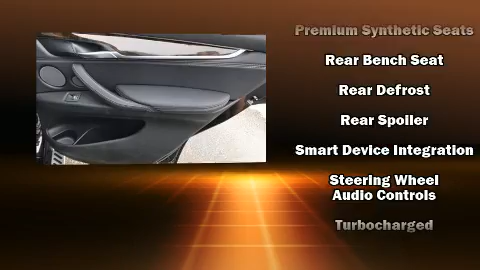 Premium Synthetic Seats
Rear Bench Seat
Rear Defrost
Rear Spoiler
Smart Device Integration
Steering Wheel
Audio Controls
Turbocharged